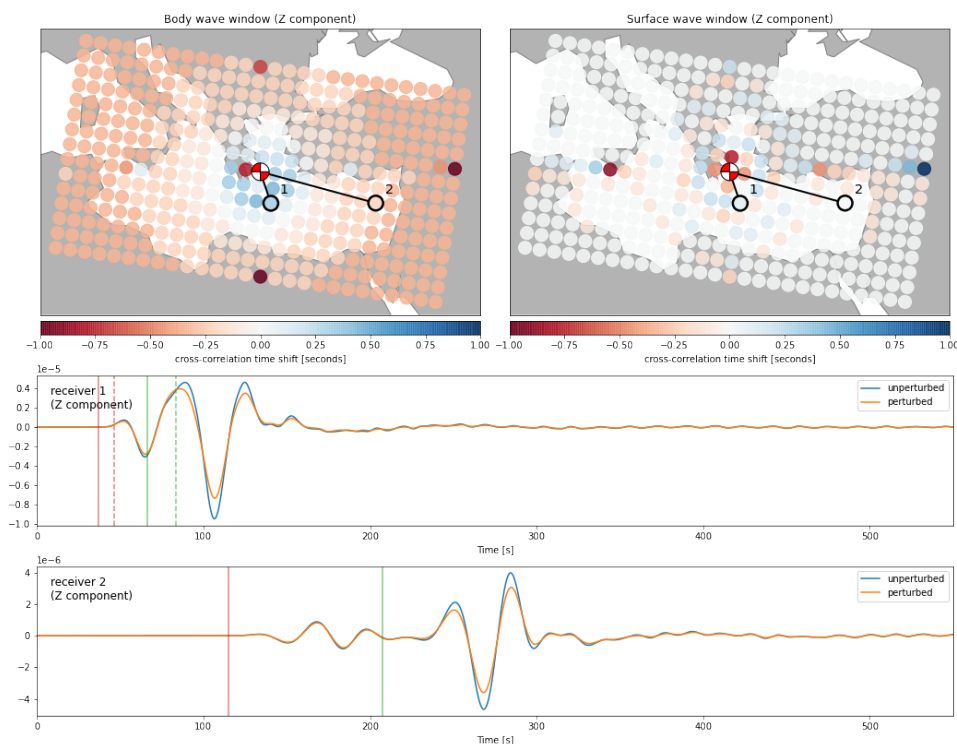 Body wave window (Z component)
Surface wave window (Z component)
1
2
1
2
−1.00 −0.75 −0.50 −0.25 0.00 0.25 0.50 0.75 1.00
cross-correlation time shift [seconds]
−1.00 −0.75 −0.50 −0.25 0.00 0.25 0.50 0.75 1.00
cross-correlation time shift [seconds]
1e−5
receiver 1
(Z component)
unperturbed
perturbed
0.4
0.2
0.0
−0.2
−0.4
−0.6
−0.8
−1.0
0 100 200 300 400 500
Time [s]
1e−6
receiver 2
(Z component)
unperturbed
perturbed
4
2
0
−2
−4
0 100 200 300 400 500
Time [s]